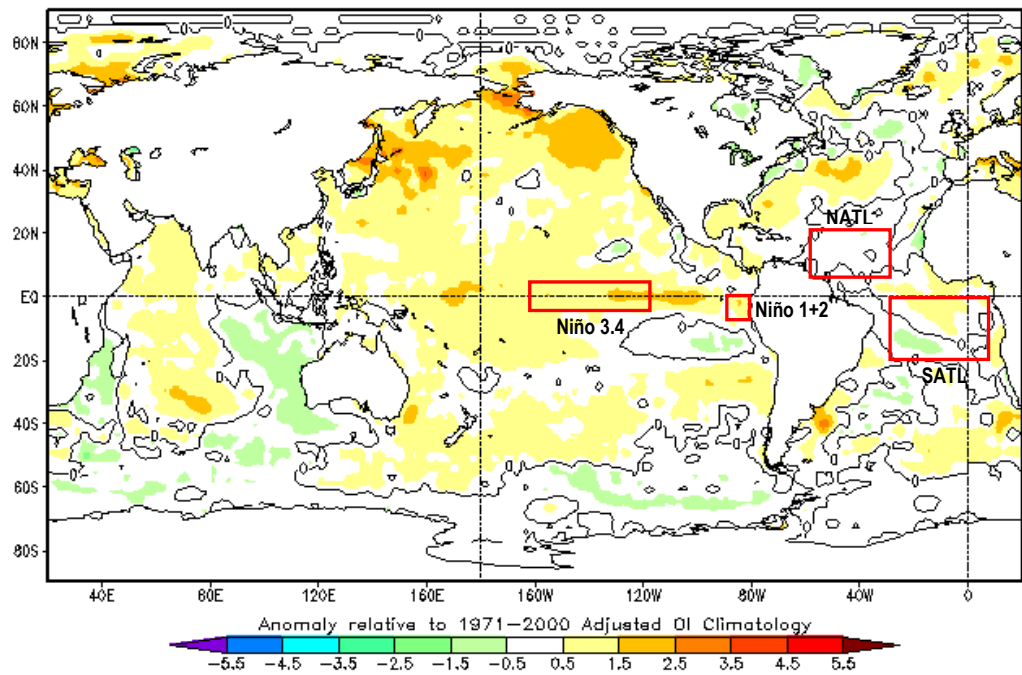 80N
60N
40N
20N
EQ
20S
40S
60S
80S
NATL
Niño 3.4
Niño 1+2
SATL
0
40E 80E 120E 160E 160W 120W 80W 40W 0
Anomaly relative to 1971–2000 Adjusted OI Climatology
−5.5 −4.5 −3.5 −2.5 −1.5 −0.5 0.5 1.5 2.5 3.5 4.5 5.5